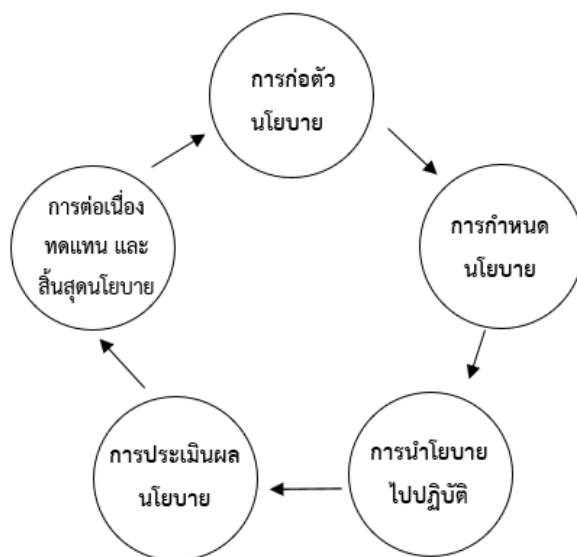 การก่อตัว
นโยบาย
การกำหนด
นโยบาย
การนำโยบาย
ไปปฏิบัติ
การประเมินผล
นโยบาย
การต่อเนื่อง
ทดแทน และ
สิ้นสุดนโยบาย